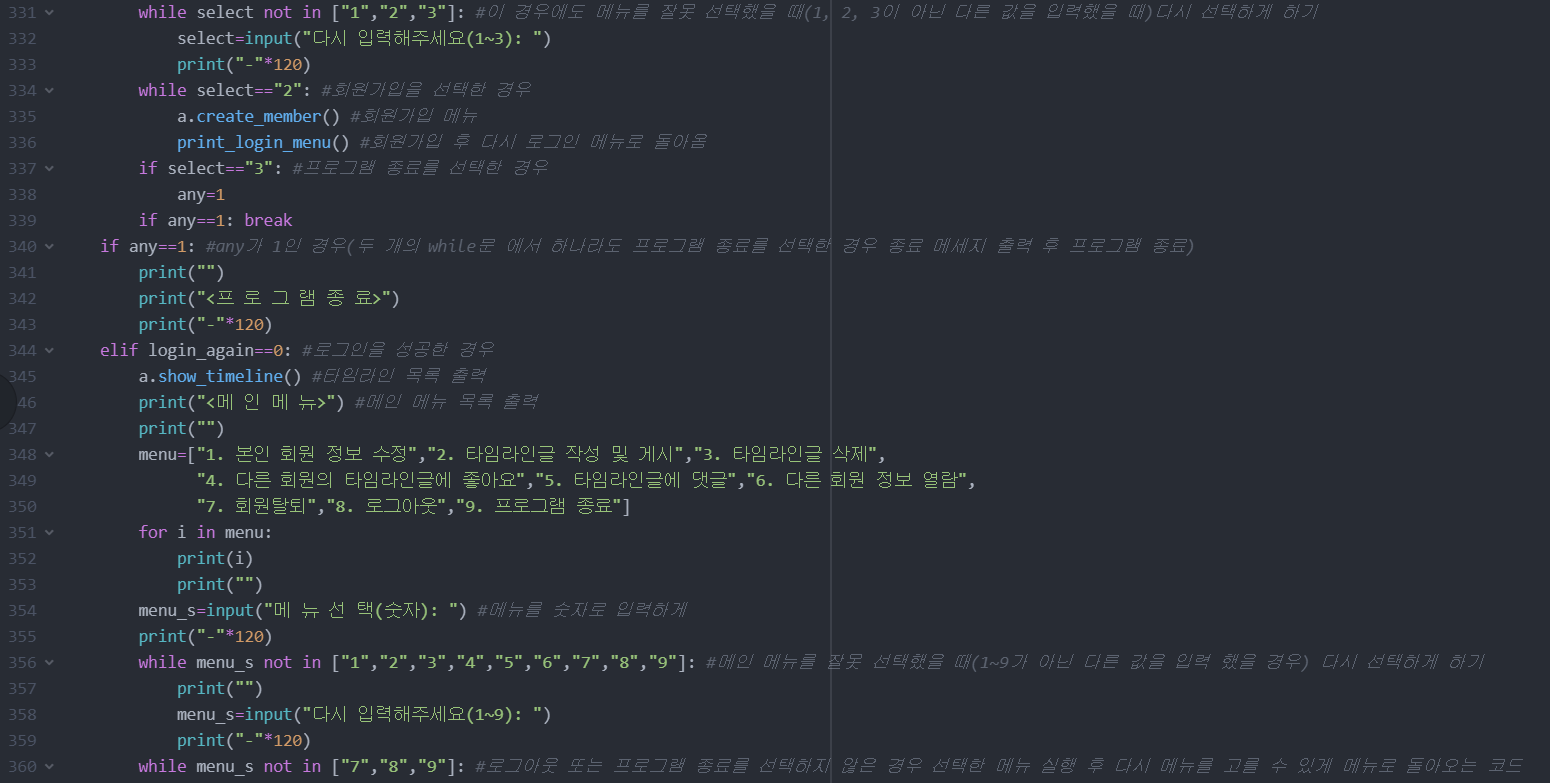 331 while select not in ["1","2","3"]: #이 경우에도 메뉴를 잘못 선택했을 때(1, 2, 3이 아닌 다른 값을 입력했을 때)다시 선택하게 하기
332 select=input("다시 입력해주세요(1~3): ")
333 print("-"*120)
334 while select=="2": #회원가입을 선택한 경우
335 a.create_member() #회원가입 메뉴
336 print_login_menu() #회원가입 후 다시 로그인 메뉴로 돌아옴
337 if select=="3": #프로그램 종료를 선택한 경우
338 any=1
339 if any==1: break
340 if any==1: #any가 1인 경우(두 개의 while문 에서 하나라도 프로그램 종료를 선택한 경우 종료 메세지 출력 후 프로그램 종료)
341 print("")
342 print("<프 로 그 램 종 료>")
343 print("-"*120)
344 elif login_again==0: #로그인을 성공한 경우
345 a.show_timeline() #타임라인 목록 출력
46 print("<메 인 메 뉴>") #메인 메뉴 목록 출력
347 print("")
348 menu=["1. 본인 회원 정보 수정","2. 타임라인글 작성 및 게시","3. 타임라인글 삭제",
349 "4. 다른 회원의 타임라인글에 좋아요","5. 타임라인글에 댓글","6. 다른 회원 정보 열람",
350 "7. 회원탈퇴","8. 로그아웃","9. 프로그램 종료"]
351 for i in menu:
352 print(i)
353 print("")
354 menu_s=input("메 뉴 선 택(숫자): ") #메뉴를 숫자로 입력하게
355 print("-"*120)
356 while menu_s not in ["1","2","3","4","5","6","7","8","9"]: #메인 메뉴를 잘못 선택했을 때(1~9가 아닌 다른 값을 입력 했을 경우) 다시 선택하게 하기
357 print("")
358 menu_s=input("다시 입력해주세요(1~9): ")
359 print("-"*120)
360 while menu_s not in ["7","8","9"]: #로그아웃 또는 프로그램 종료를 선택하지 않은 경우 선택한 메뉴 실행 후 다시 메뉴를 고를 수 있게 메뉴로 돌아오는 코드